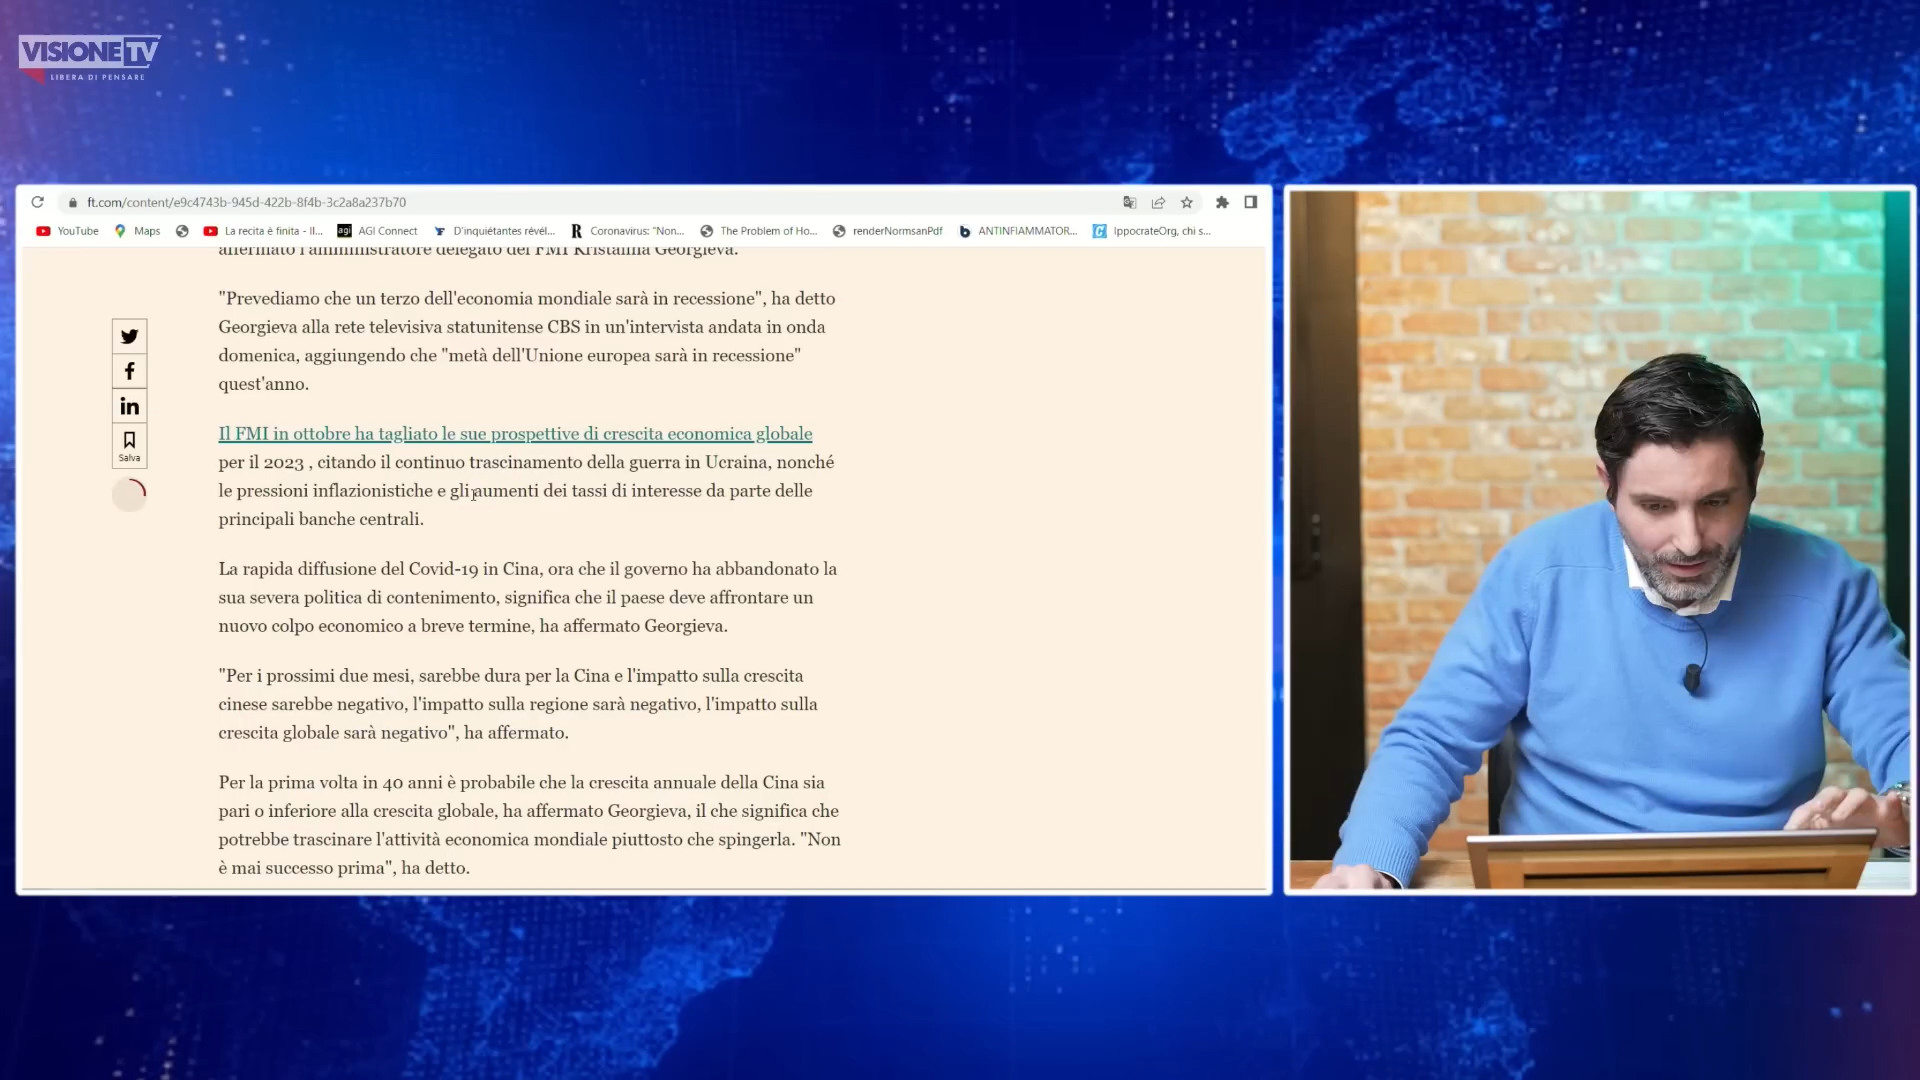 VISIONE TV
LIBERA DI PENSARE
ft.com/content/e9c4743b-945d-422b-8f4b-3c2a8a237b70
YouTube Maps La recita è finita - Il... AGI Connect D'inquiétantes révél... Coronavirus: "Non... The Problem of Ho... renderNormsanPdf ANTINFIAMMATOR... IppocrateOrg, chi s...
affermato l'amministratore delegato del FMI Kristalina Georgieva.
"Prevediamo che un terzo dell'economia mondiale sarà in recessione", ha detto
Georgieva alla rete televisiva statunitense CBS in un'intervista andata in onda
domenica, aggiungendo che "metà dell'Unione europea sarà in recessione"
quest'anno.
Il FMI in ottobre ha tagliato le sue prospettive di crescita economica globale
per il 2023 , citando il continuo trascinamento della guerra in Ucraina, nonché
le pressioni inflazionistiche e gli aumenti dei tassi di interesse da parte delle
principali banche centrali.
Salva
La rapida diffusione del Covid-19 in Cina, ora che il governo ha abbandonato la
sua severa politica di contenimento, significa che il paese deve affrontare un
nuovo colpo economico a breve termine, ha affermato Georgieva.
"Per i prossimi due mesi, sarebbe dura per la Cina e l'impatto sulla crescita
cinese sarebbe negativo, l'impatto sulla regione sarà negativo, l'impatto sulla
crescita globale sarà negativo", ha affermato.
Per la prima volta in 40 anni è probabile che la crescita annuale della Cina sia
pari o inferiore alla crescita globale, ha affermato Georgieva, il che significa che
potrebbe trascinare l'attività economica mondiale piuttosto che spingerla. "Non
è mai successo prima", ha detto.